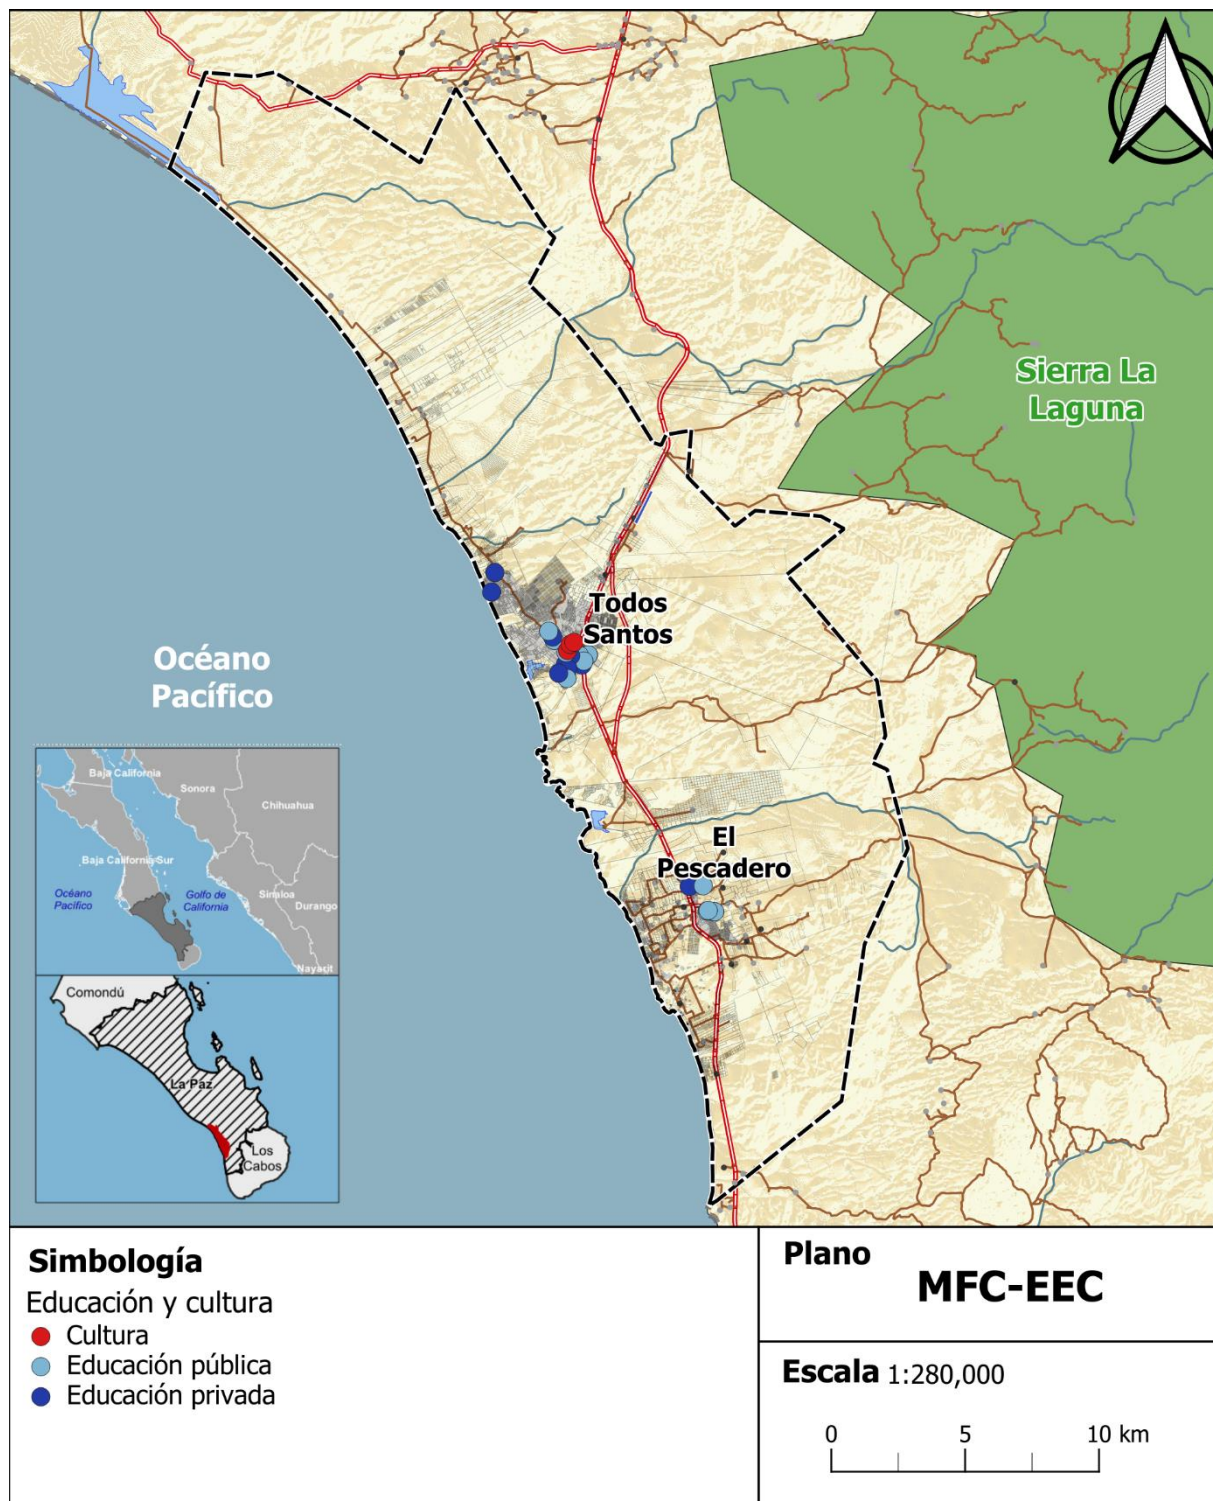 Sierra La
Laguna
Todos
Santos
Océano
Pacífico
El
Pescadero
Baja California
Sonora
Chihuahua
Baja California Sur
Océano
Pacífico
Golfo de
California
Sinaloa
Durango
Nayarit
Comondú
La Paz
Los
Cabos
Simbología
Educación y cultura
Cultura
Educación pública
Educación privada
Plano
MFC-EEC
Escala 1:280,000
0 5 10 km